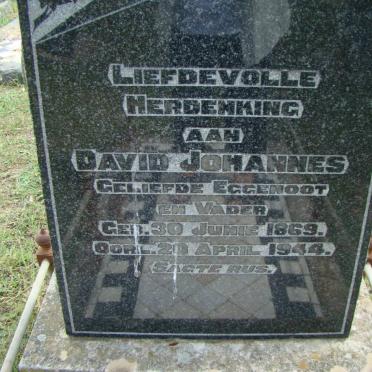 LIEFDEVOLLE
HERDENKING
AAN
DAVID JOHANNES
GELIEFDE EGGENOOT
EN VADER
GEB. 30 JUNIE 1869.
OORL. 20 APRIL 1944.
SAGTE RUS.